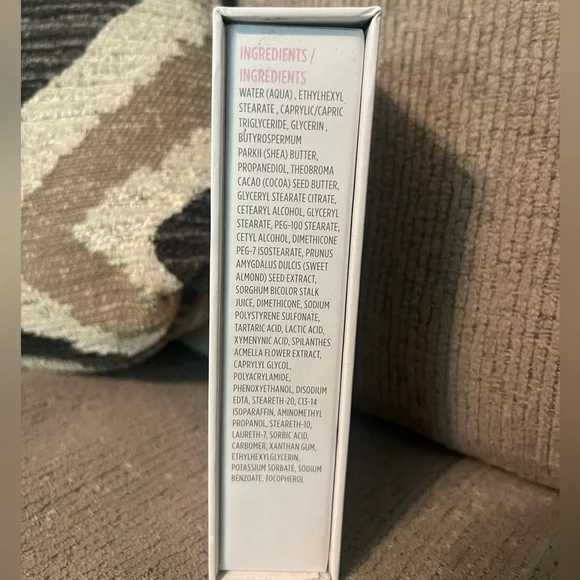 INGREDIENTS /
INGRÉDIENTS
WATER (AQUA) , ETHYLHEXYL
STEARATE , CAPRYLIC/CAPRIC
TRIGLYCERIDE, GLYCERIN ,
BUTYROSPERMUM
PARKII (SHEA) BUTTER,
PROPANEDIOL, THEOBROMA
CACAO (COCOA) SEED BUTTER,
GLYCERYL STEARATE CITRATE,
CETEARYL ALCOHOL, GLYCERYL
STEARATE, PEG-100 STEARATE,
CETYL ALCOHOL, DIMETHICONE
PEG-7 ISOSTEARATE, PRUNUS
AMYGDALUS DULCIS (SWEET
ALMOND) SEED EXTRACT,
SORGHUM BICOLOR STALK
JUICE, DIMETHICONE, SODIUM
POLYSTYRENE SULFONATE,
TARTARIC ACID, LACTIC ACID,
XYMENYNIC ACID, SPILANTHES
ACMELLA FLOWER EXTRACT,
CAPRYLYL GLYCOL,
POLYACRYLAMIDE,
PHENOXYETHANOL, DISODIUM
EDTA, STEARETH-20, C13-14
ISOPARAFFIN, AMINOMETHYL
PROPANOL, STEARETH-10,
LAURETH-7, SORBIC ACID,
CARBOMER, XANTHAN GUM,
ETHYLHEXYLGLYCERIN,
POTASSIUM SORBATE, SODIUM
BENZOATE, TOCOPHEROL